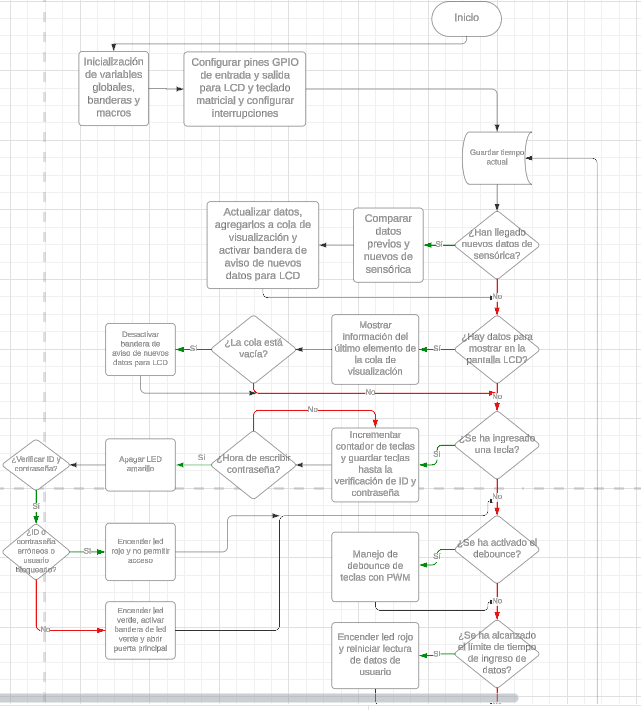 Inicio
Inicialización
de variables
globales,
banderas y
macros
Configurar pines GPIO
de entrada y salida
para LCD y teclado
matricial y configurar
interrupciones
Guardar tiempo
actual
¿Han llegado
nuevos datos de
sensórica?
Sí
Comparar
datos
previos y
nuevos de
sensórica
Actualizar datos,
agregarlos a cola de
visualización y
activar bandera de
aviso de nuevos
datos para LCD
No
¿Hay datos para
mostrar en la
pantalla LCD?
Sí
Mostrar
información del
último elemento de
la cola de
visualización
¿La cola está
vacía?
Sí
Desactivar
bandera de
aviso de nuevos
datos para LCD
No
No
¿Se ha ingresado
una tecla?
Sí
Incrementar
contador de teclas
y guardar teclas
hasta la
verificación de ID y
contraseña
No
¿Hora de escribir
contraseña?
Sí
Apagar LED
amarillo
¿Verificar ID y
contraseña?
Sí
No
¿ID o
contraseña
erróneos o
usuario
bloqueado?
Sí
Encender led
rojo y no permitir
acceso
No
Encender led
verde, activar
bandera de led
verde y abrir
puerta principal
¿Se ha activado el
debounce?
Sí
Manejo de
debounce de
teclas con PWM
No
¿Se ha alcanzado
el límite de tiempo
de ingreso de
datos?
Sí
Encender led rojo
y reiniciar lectura
de datos de
usuario